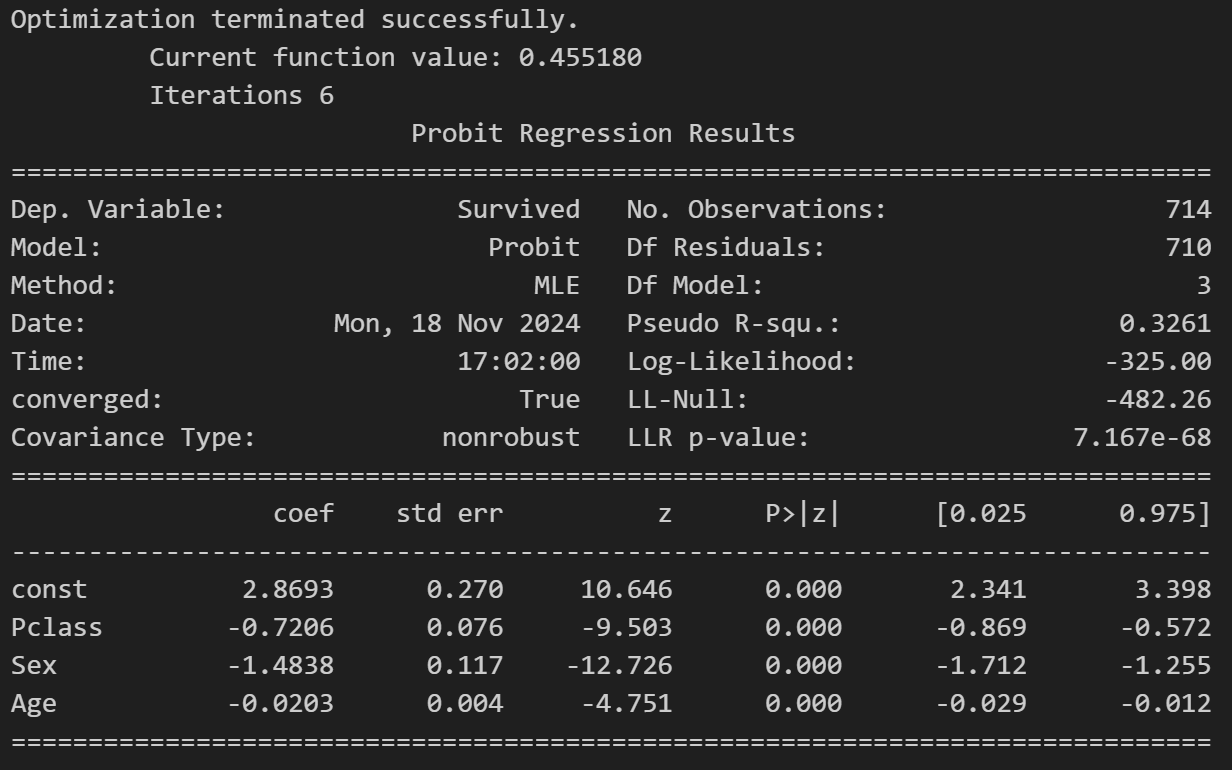 Optimization terminated successfully.
         Current function value: 0.455180
         Iterations 6
                          Probit Regression Results
==============================================================================
Dep. Variable:               Survived   No. Observations:                  714
Model:                         Probit   Df Residuals:                      710
Method:                           MLE   Df Model:                            3
Date:                Mon, 18 Nov 2024   Pseudo R-squ.:                  0.3261
Time:                        17:02:00   Log-Likelihood:                -325.00
converged:                       True   LL-Null:                       -482.26
Covariance Type:            nonrobust   LLR p-value:                 7.167e-68
==============================================================================
                 coef    std err          z      P>|z|      [0.025      0.975]
------------------------------------------------------------------------------
const          2.8693      0.270     10.646      0.000       2.341       3.398
Pclass        -0.7206      0.076     -9.503      0.000      -0.869      -0.572
Sex           -1.4838      0.117    -12.726      0.000      -1.712      -1.255
Age           -0.0203      0.004     -4.751      0.000      -0.029      -0.012
==============================================================================